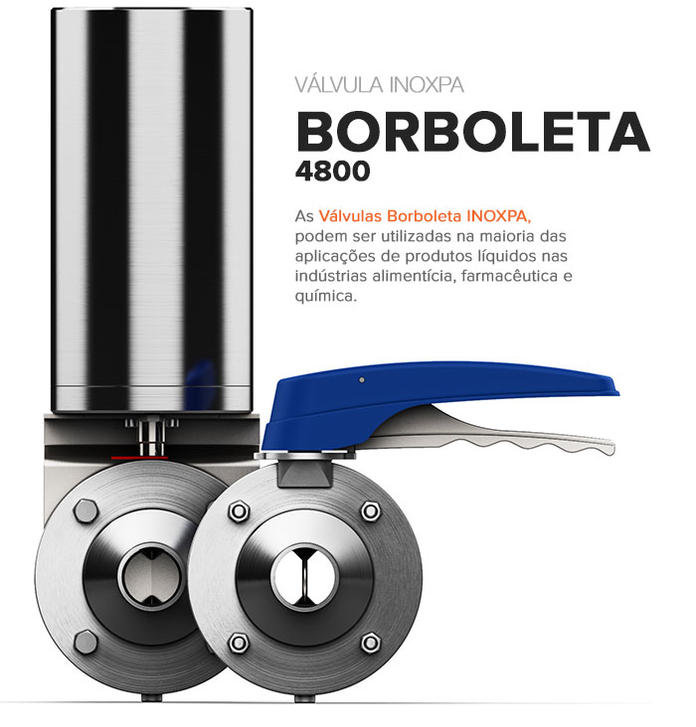 VÁLVULA INOXPA
BORBOLETA
4800
As Válvulas Borboleta INOXPA,
podem ser utilizadas na maioria das
aplicações de produtos líquidos nas
indústrias alimentícia, farmacêutica e
química.